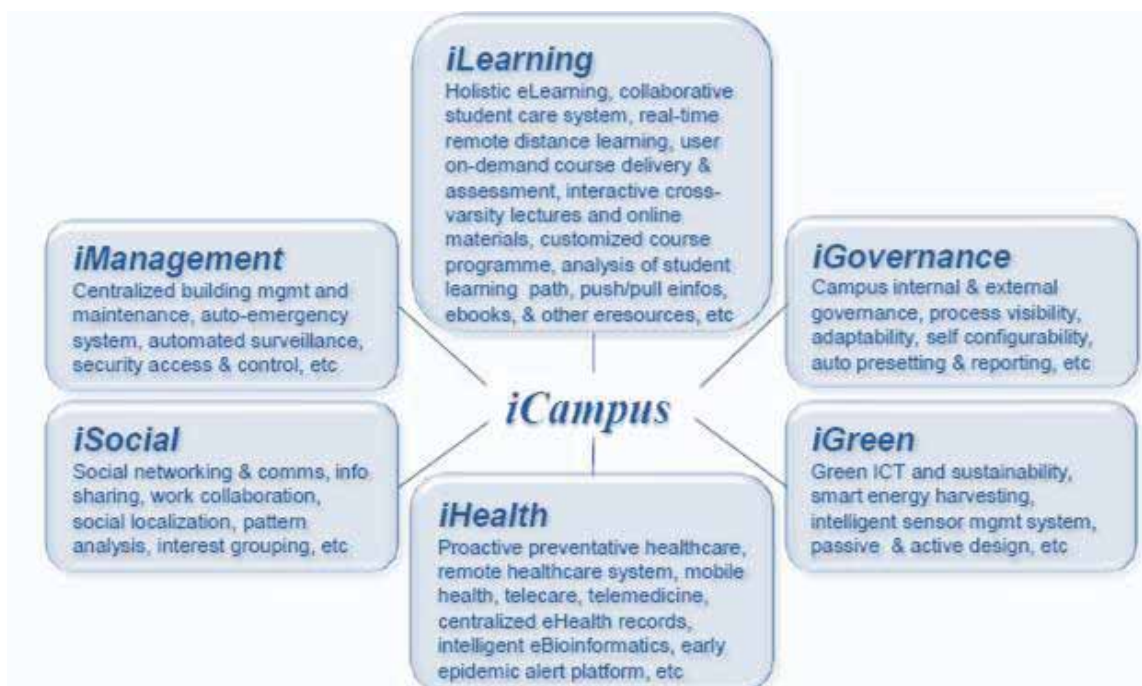 iLearning
Holistic eLearning, collaborative
student care system, real-time
remote distance learning, user
on-demand course delivery &
assessment, interactive cross-
varsity lectures and online
materials, customized course
programme, analysis of student
learning path, push/pull einfos,
ebooks, & other eresources, etc
iManagement
Centralized building mgmt and
maintenance, auto-emergency
system, automated surveillance,
security access & control, etc
iGovernance
Campus internal & external
governance, process visibility,
adaptability, self configurability,
auto presetting & reporting, etc
iCampus
iSocial
Social networking & comms, info
sharing, work collaboration,
social localization, pattern
analysis, interest grouping, etc
iGreen
Green ICT and sustainability,
smart energy harvesting,
intelligent sensor mgmt system,
passive & active design, etc
iHealth
Proactive preventative healthcare,
remote healthcare system, mobile
health, telecare, telemedicine,
centralized eHealth records,
intelligent eBioinformatics, early
epidemic alert platform, etc